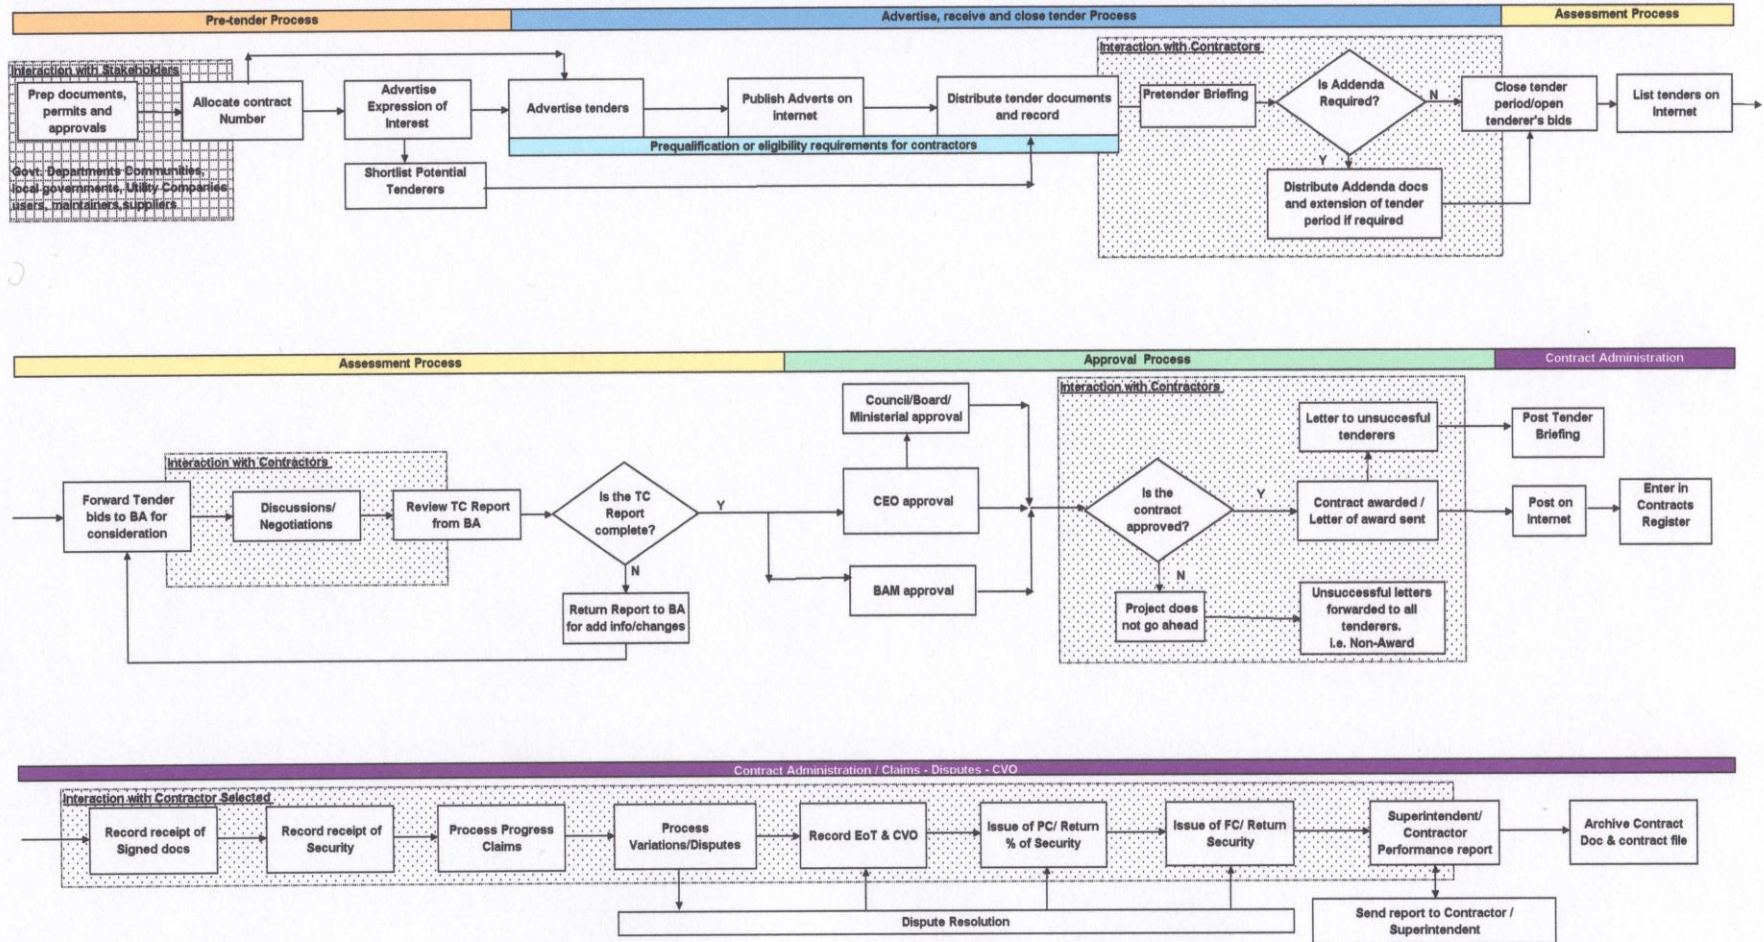 Pre-tender Process
Advertise, receive and close tender Process
Assessment Process
Interaction with Stakeholders
Prep documents,
permits and
approvals
Govt. Departments Communities,
local governments, Utility Companies
users, maintainers,suppliers
Allocate contract
Number
Advertise
Expression of
Interest
Shortlist Potential
Tenderers
Advertise tenders
Publish Adverts on
Internet
Distribute tender documents
and record
Prequalification or eligibility requirements for contractors
Interaction with Contractors
Pretender Briefing
Is Addenda
Required?
N
Y
Distribute Addenda docs
and extension of tender
period if required
Close tender
period/open
tenderer's bids
List tenders on
Internet
Assessment Process
Approval Process
Contract Administration
Forward Tender
bids to BA for
consideration
Interaction with Contractors
Discussions/
Negotiations
Review TC Report
from BA
Is the TC
Report
complete?
Y
N
Return Report to BA
for add info/changes
Council/Board/
Ministerial approval
CEO approval
BAM approval
Interaction with Contractors
Is the
contract
approved?
Y
N
Project does
not go ahead
Letter to unsuccesful
tenderers
Contract awarded /
Letter of award sent
Unsuccessful letters
forwarded to all
tenderers.
i.e. Non-Award
Post Tender
Briefing
Post on
Internet
Enter in
Contracts
Register
Contract Administration / Claims - Disputes - CVO
Interaction with Contractor Selected
Record receipt of
Signed docs
Record receipt of
Security
Process Progress
Claims
Process
Variations/Disputes
Record EoT & CVO
Issue of PC/ Return
% of Security
Issue of FC/ Return
Security
Superintendent/
Contractor
Performance report
Archive Contract
Doc & contract file
Dispute Resolution
Send report to Contractor /
Superintendent